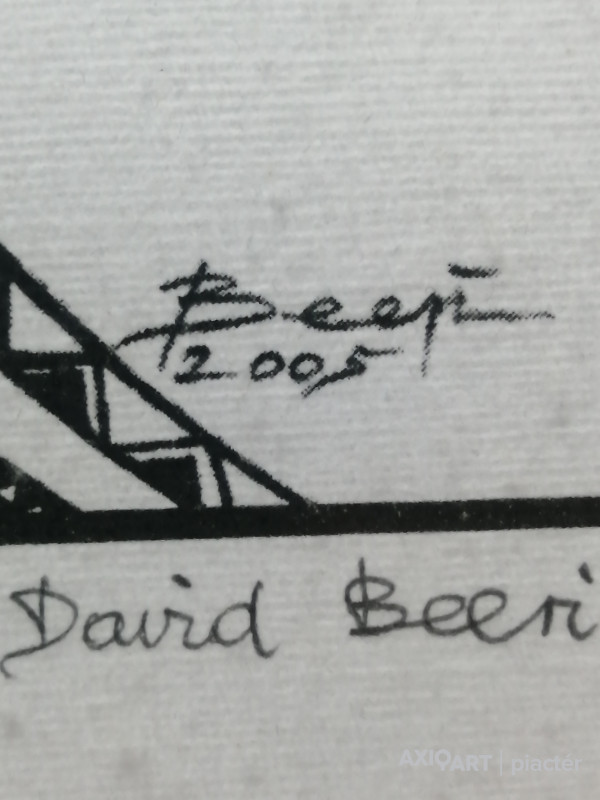 Beeri
2005
David Beeri
AXIOART | piactér